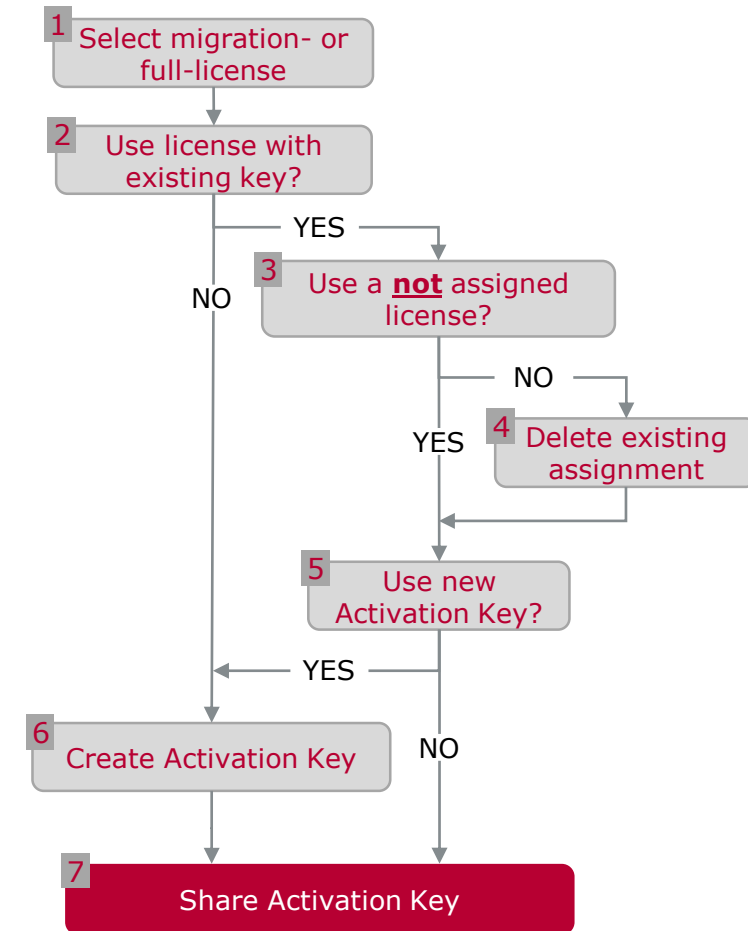 1
Select migration- or
full-license
2
Use license with
existing key?
YES
3
Use a not assigned
license?
NO
NO
YES
4
Delete existing
assignment
5
Use new
Activation Key?
YES
6
Create Activation Key
NO
7
Share Activation Key